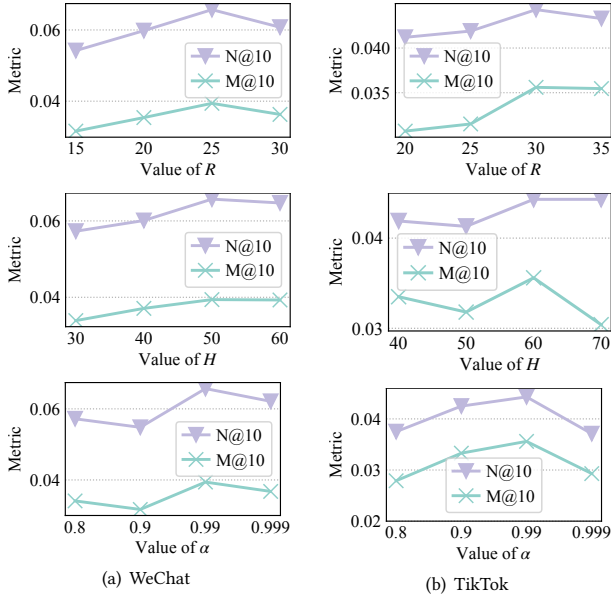 0.06
0.04
Metric
N@10
M@10
15 20 25 30
Value of R
0.040
0.035
Metric
N@10
M@10
20 25 30 35
Value of R
0.06
0.04
Metric
N@10
M@10
30 40 50 60
Value of H
0.04
0.03
Metric
N@10
M@10
40 50 60 70
Value of H
0.06
0.04
Metric
N@10
M@10
0.8 0.9 0.99 0.999
Value of α
(a) WeChat
0.04
0.03
0.02
Metric
N@10
M@10
0.8 0.9 0.99 0.999
Value of α
(b) TikTok